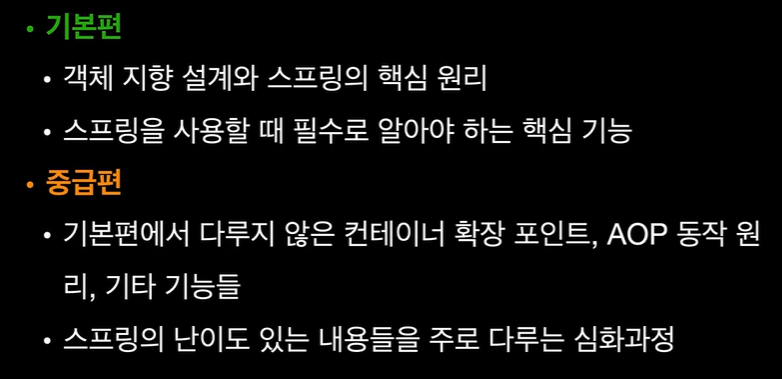 • 기본편
• 객체 지향 설계와 스프링의 핵심 원리
• 스프링을 사용할 때 필수로 알아야 하는 핵심 기능
• 중급편
• 기본편에서 다루지 않은 컨테이너 확장 포인트, AOP 동작 원
리, 기타 기능들
• 스프링의 난이도 있는 내용들을 주로 다루는 심화과정